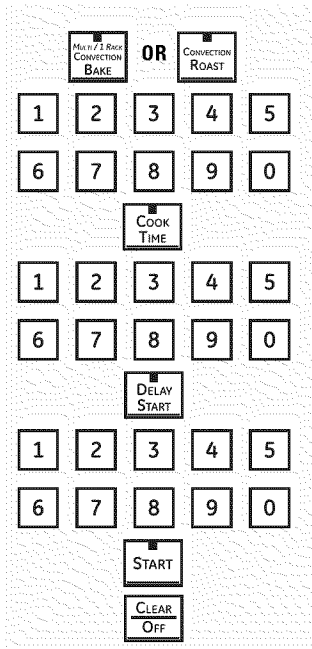 Multi / 1 Rack
Convection
Bake
OR
Convection
Roast
1 2 3 4 5
6 7 8 9 0
Cook
Time
1 2 3 4 5
6 7 8 9 0
Delay
Start
1 2 3 4 5
6 7 8 9 0
Start
Clear
Off